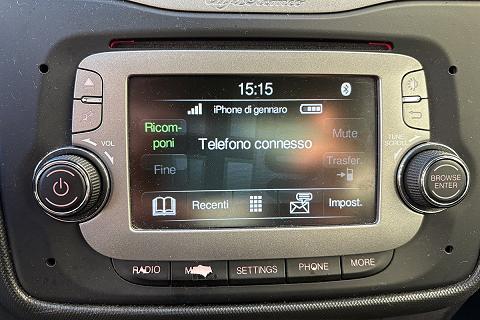 15:15
iPhone di gennaro
Ricom-
poni
Telefono connesso
Mute
Fine
Trasfer.
Recenti
Impost.
VOL
TUNE
SCROLL
BROWSE
ENTER
RADIO
SETTINGS
PHONE
MORE